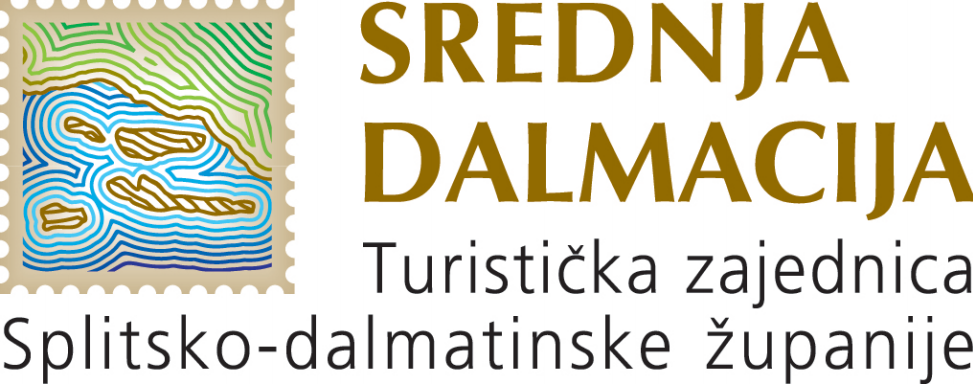 SREDNJA
DALMACIJA
Turistička zajednica
Splitsko-dalmatinske županije